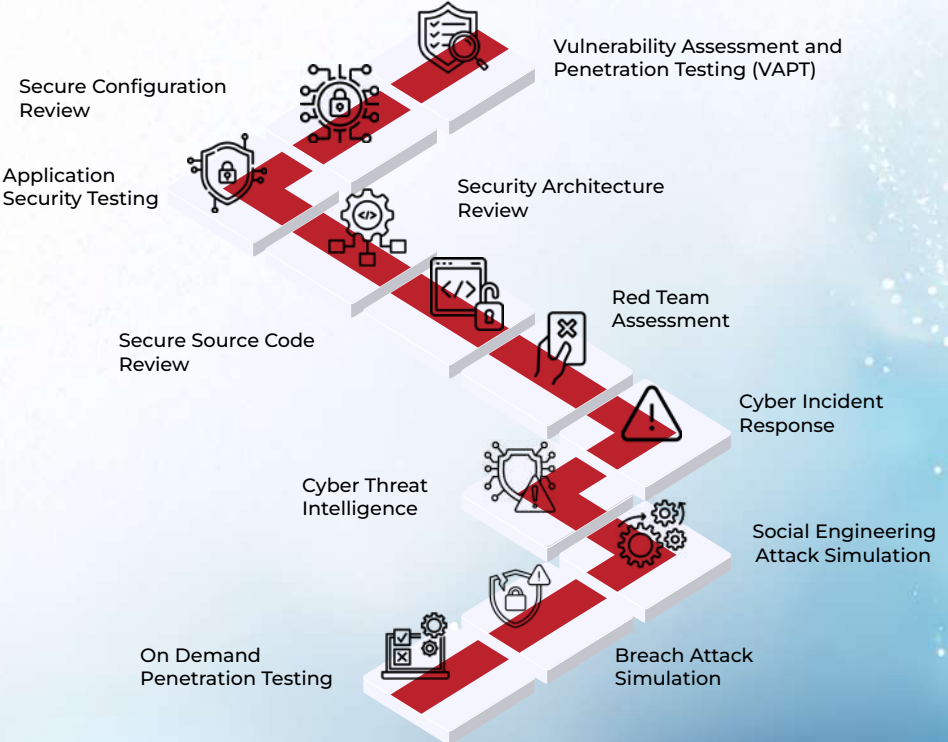 Vulnerability Assessment and
Penetration Testing (VAPT)
Secure Configuration
Review
Application
Security Testing
Security Architecture
Review
Secure Source Code
Review
Red Team
Assessment
Cyber Incident
Response
Cyber Threat
Intelligence
Social Engineering
Attack Simulation
On Demand
Penetration Testing
Breach Attack
Simulation